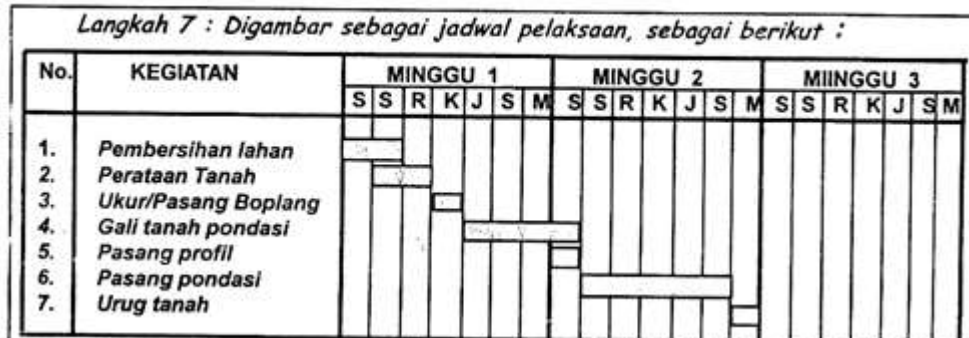 Langkah 7 : Digambar sebagai jadwal pelaksaan, sebagai berikut :
No. KEGIATAN MINGGU 1 MINGGU 2 MIINGGU 3
S S R K J S M S S R K J S M S S R K J S M
1. Pembersihan lahan
2. Perataan Tanah
3. Ukur/Pasang Boplang
4. Gali tanah pondasi
5. Pasang profil
6. Pasang pondasi
7. Urug tanah